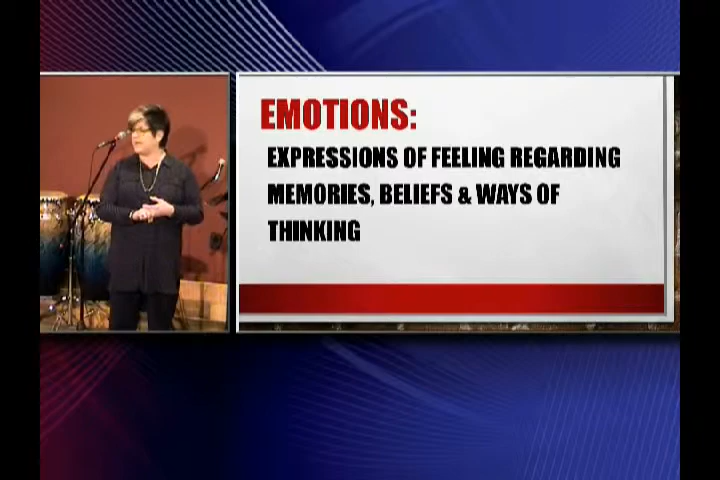 EMOTIONS:
EXPRESSIONS OF FEELING REGARDING
MEMORIES, BELIEFS & WAYS OF
THINKING